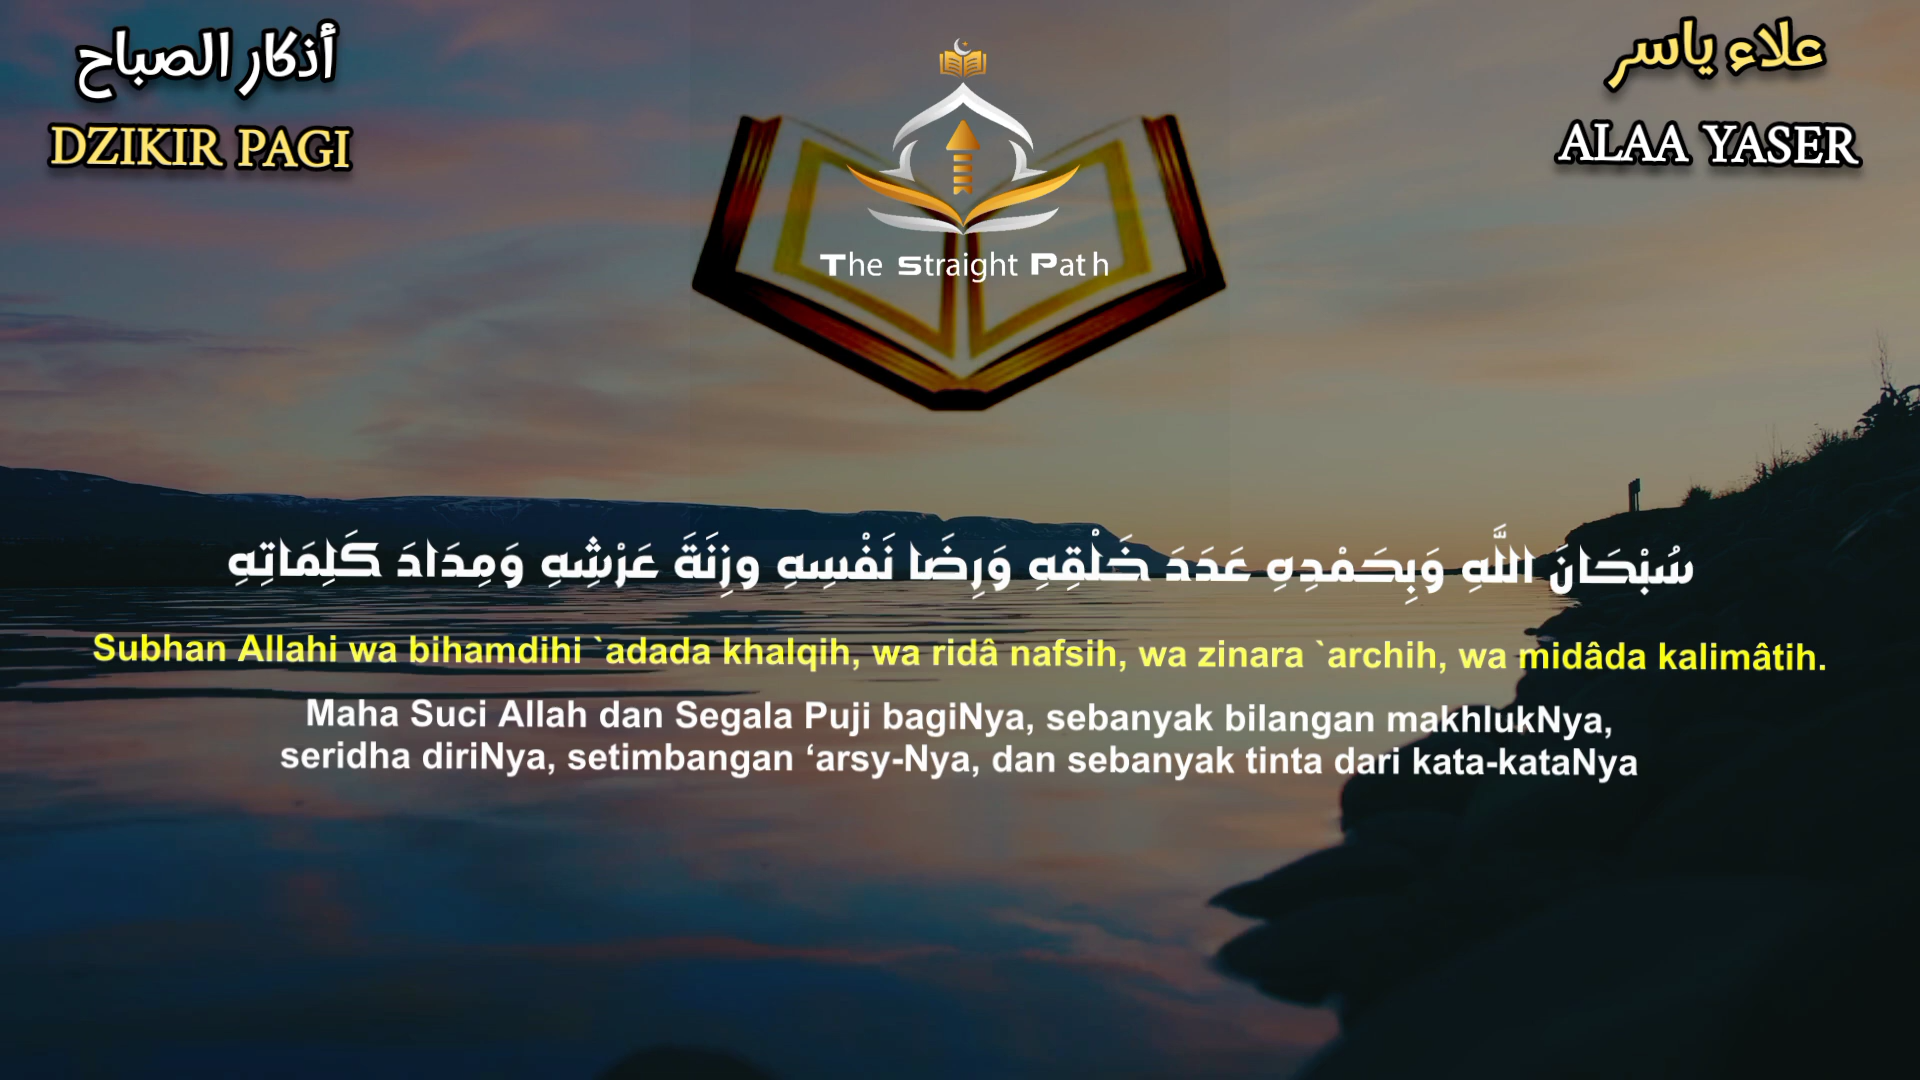 أذكار الصباح
DZIKIR PAGI
علاء ياسر
ALAA YASER
The Straight Path
سُبْحَانَ اللَّهِ وَبِحَمْدِهِ عَدَدَ خَلْقِهِ وَرِضَا نَفْسِهِ وزِنَةَ عَرْشِهِ وَمِدَادَ كَلِمَاتِهِ
Subhan Allahi wa bihamdihi `adada khalqih, wa ridâ nafsih, wa zinara `archih, wa midâda kalimâtih.
Maha Suci Allah dan Segala Puji bagiNya, sebanyak bilangan makhlukNya,
seridha diriNya, setimbangan ‘arsy-Nya, dan sebanyak tinta dari kata-kataNya